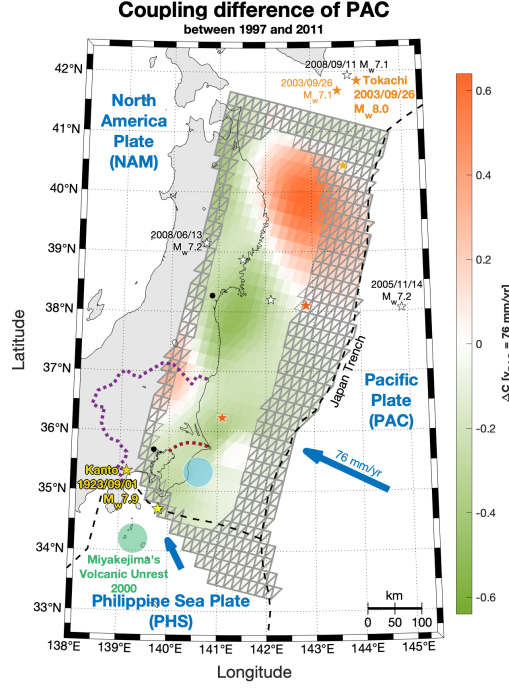 Coupling difference of PAC
between 1997 and 2011
2008/09/11 Mw7.1
2003/09/26
Mw7.1
Tokachi
2003/09/26
Mw8.0
North
America
Plate
(NAM)
2008/06/13
Mw7.2
2005/11/14
Mw7.2
Japan Trench
Pacific
Plate
(PAC)
76 mm/yr
Kanto
1923/09/01
Mw7.9
Miyakejima's
Volcanic Unrest
2000
Philippine Sea Plate
(PHS)
km
0 50 100
42°N
41°N
40°N
39°N
38°N
37°N
36°N
35°N
34°N
33°N
Latitude
138°E 139°E 140°E 141°E 142°E 143°E 144°E 145°E
Longitude
0.6
0.4
0.2
0
-0.2
-0.4
-0.6
= 76 mm/yr]